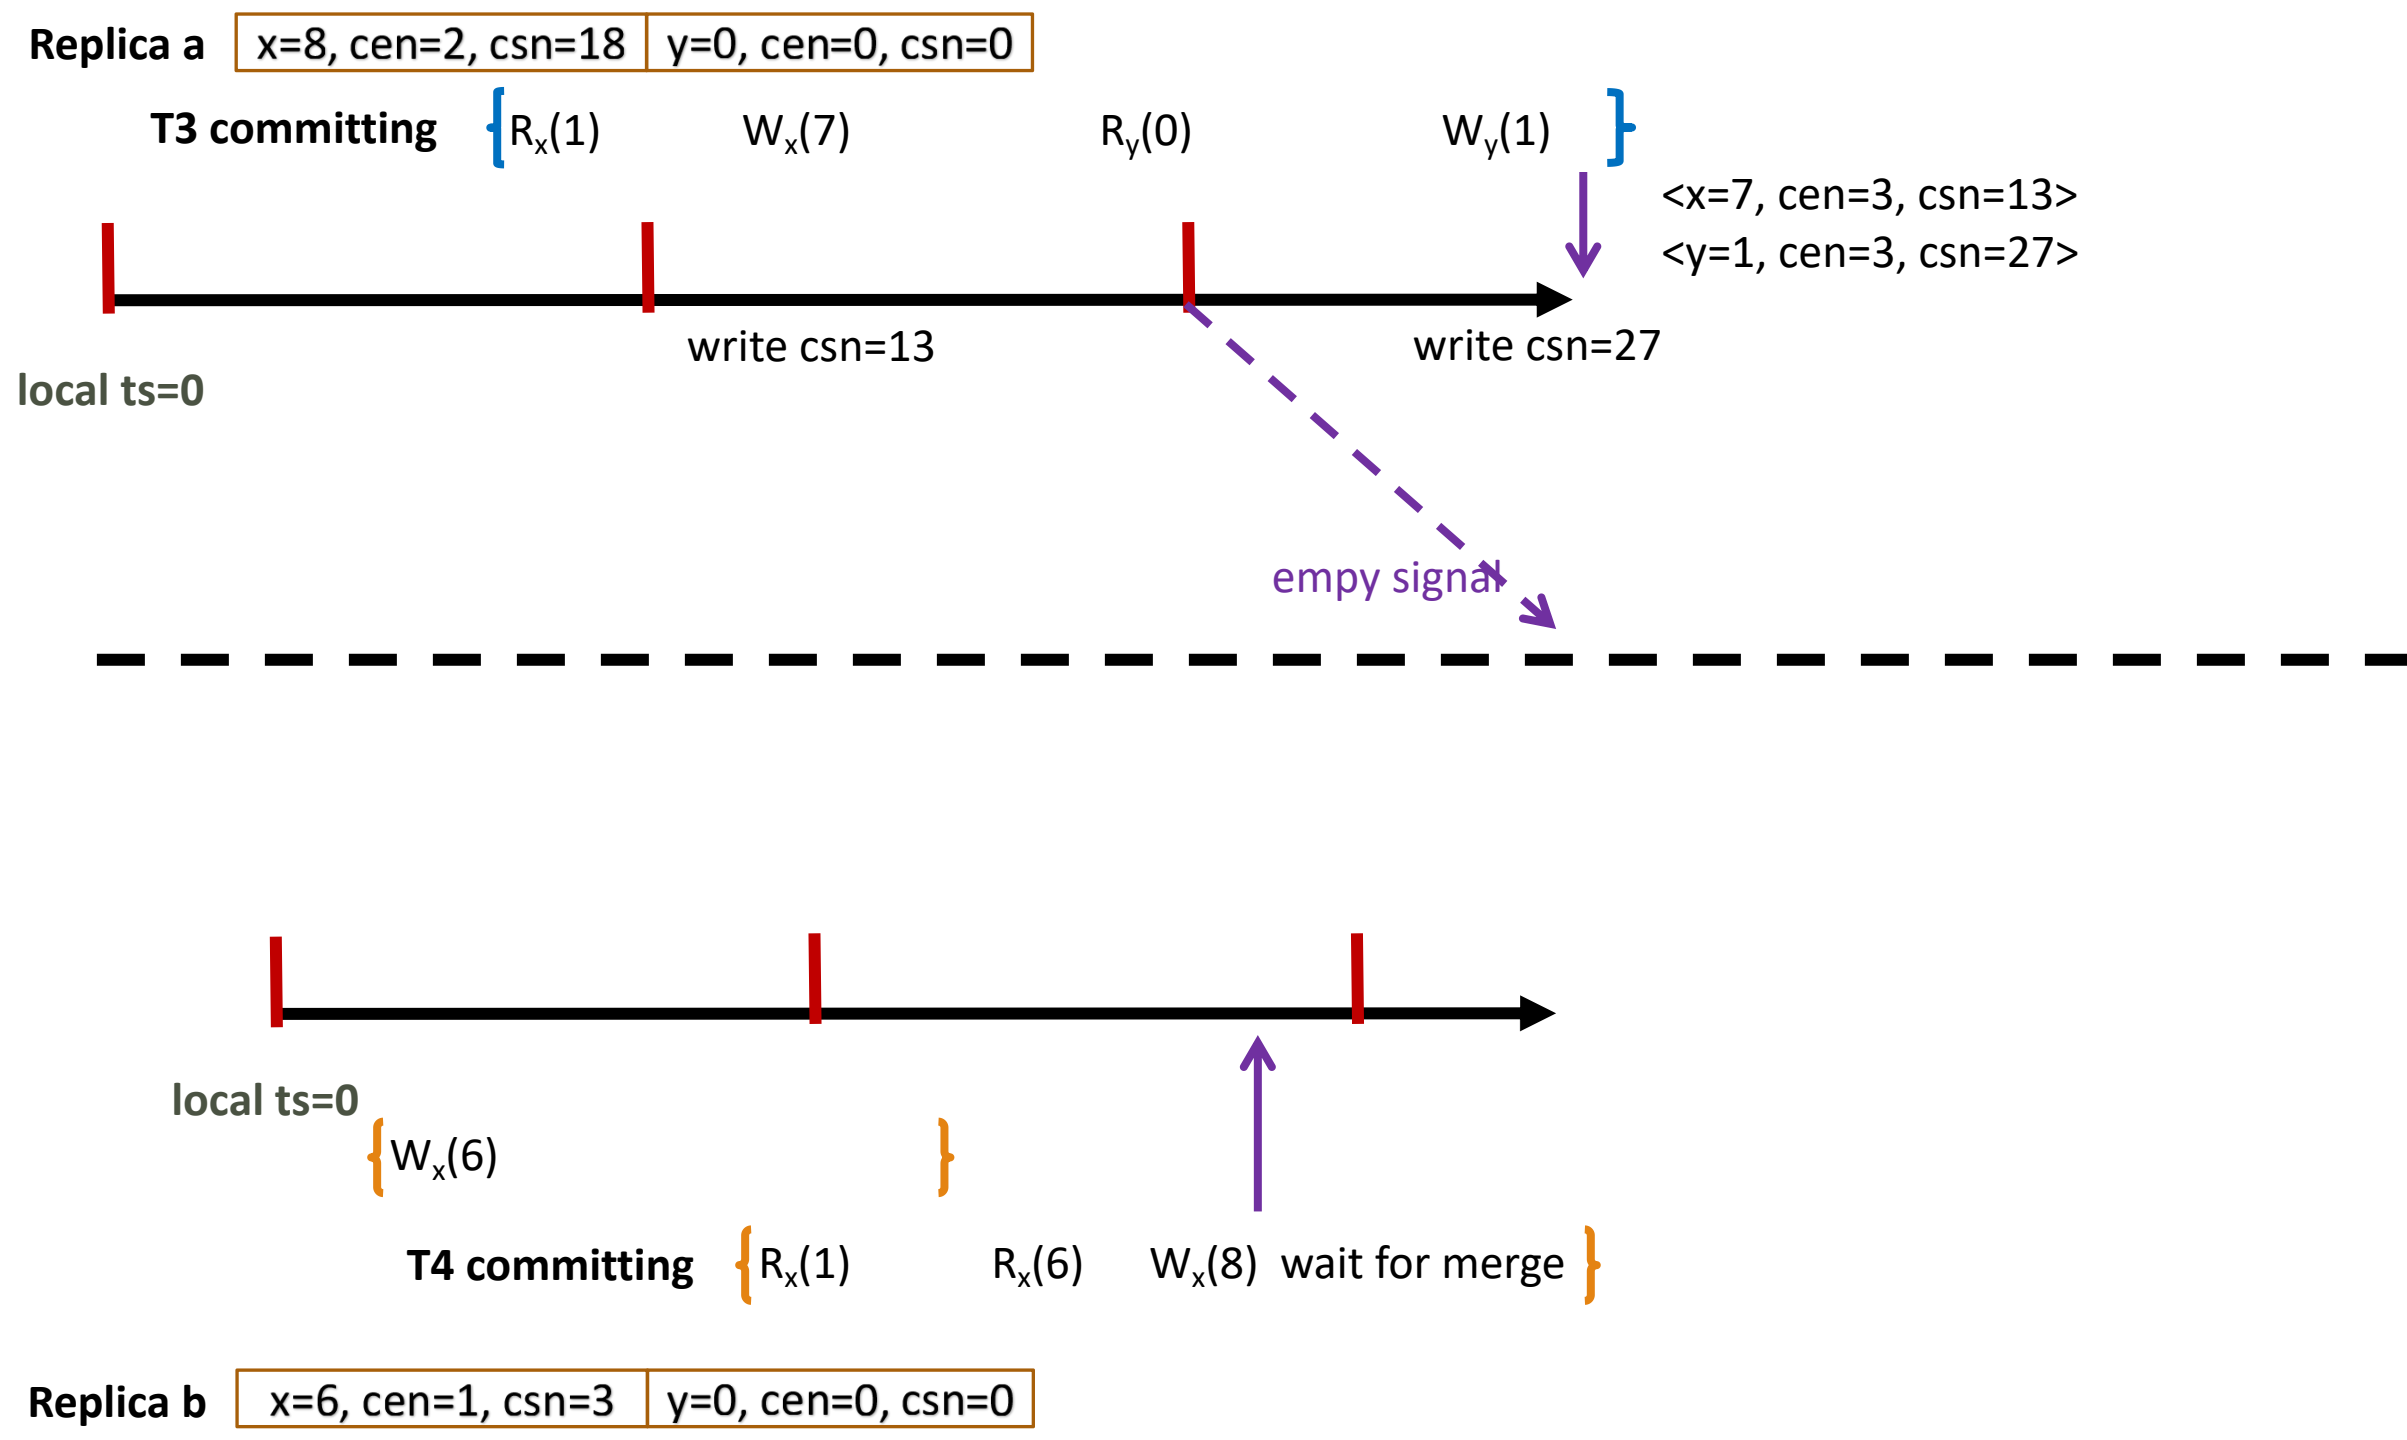 Replica a x=8, cen=2, csn=18 y=0, cen=0, csn=0
T3 committing { Rx(1) Wx(7) Ry(0) Wy(1) }
<x=7, cen=3, csn=13>
<y=1, cen=3, csn=27>
write csn=13 write csn=27
local ts=0
empy signal
local ts=0
{ Wx(6) }
T4 committing { Rx(1) Rx(6) Wx(8) wait for merge }
Replica b x=6, cen=1, csn=3 y=0, cen=0, csn=0